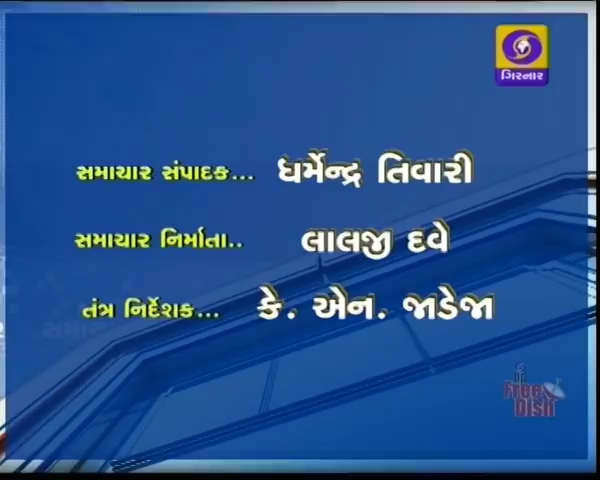 ગિરનાર
સમાચાર સંપાદક... ધર્મેન્દ્ર તિવારી
સમાચાર નિર્માતા.. લાલજી દવે
તંત્ર નિર્દેશક... કે. એન. જાડેજા
Free
Dish